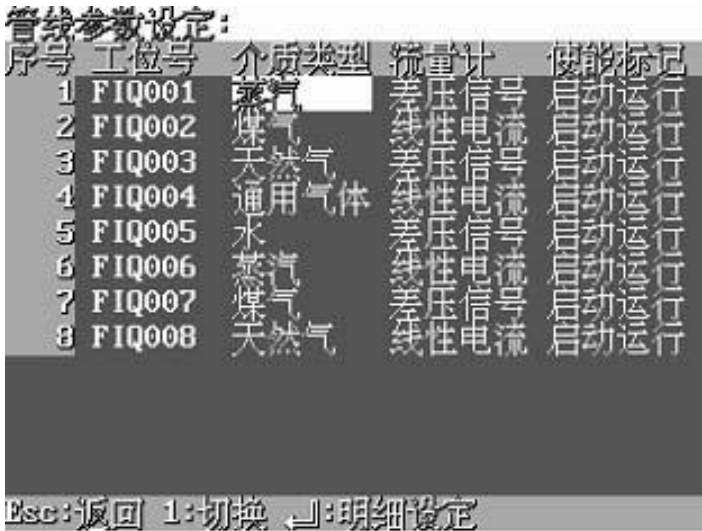 管线参数设定:
序号 工位号 介质类型 流量计 使能标记
1 FIQ001 蒸汽 差压信号 启动运行
2 FIQ002 煤气 线性电流 启动运行
3 FIQ003 天然气 差压信号 启动运行
4 FIQ004 通用气体 线性电流 启动运行
5 FIQ005 水 差压信号 启动运行
6 FIQ006 蒸汽 线性电流 启动运行
7 FIQ007 煤气 差压信号 启动运行
8 FIQ008 天然气 线性电流 启动运行
Esc:返回 1:切换 ↵:明细设定